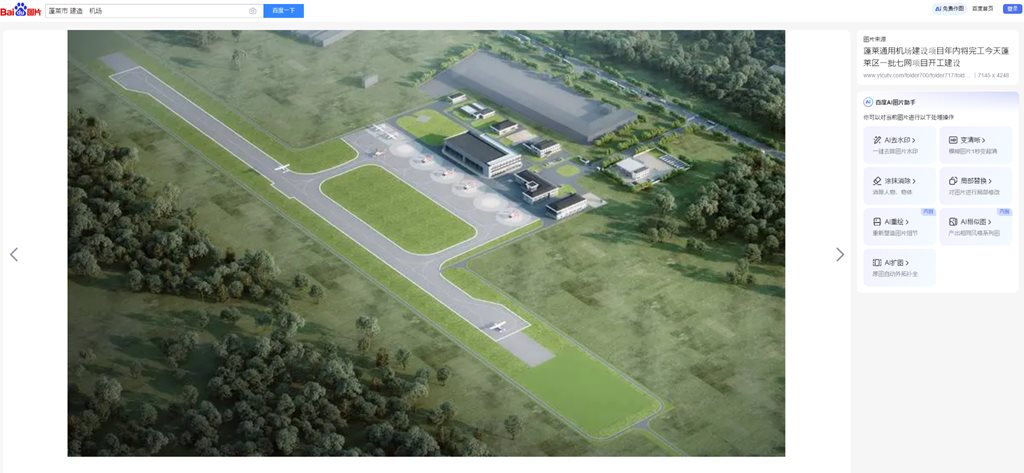 Bai 图片
蓬莱市 建造 机场
百度一下
Ai 免费作图
百度首页
登录
图片来源
蓬莱通用机场建设项目年内将完工今天蓬
莱区一批七网项目开工建设
www.ytcutv.com/folder700/folder717/fold... | 7145 x 4248
AI 百度AI图片助手
你可以对当前图片进行以下处理操作
AI去水印
一键去除图片水印
变清晰
模糊图片1秒变超清
涂抹消除
消除人物、物体
局部替换
对图片进行局部修改
AI重绘
内测
重新塑造图片细节
AI相似图
内测
产出相同风格系列图
AI扩图
原图自动外拓补全